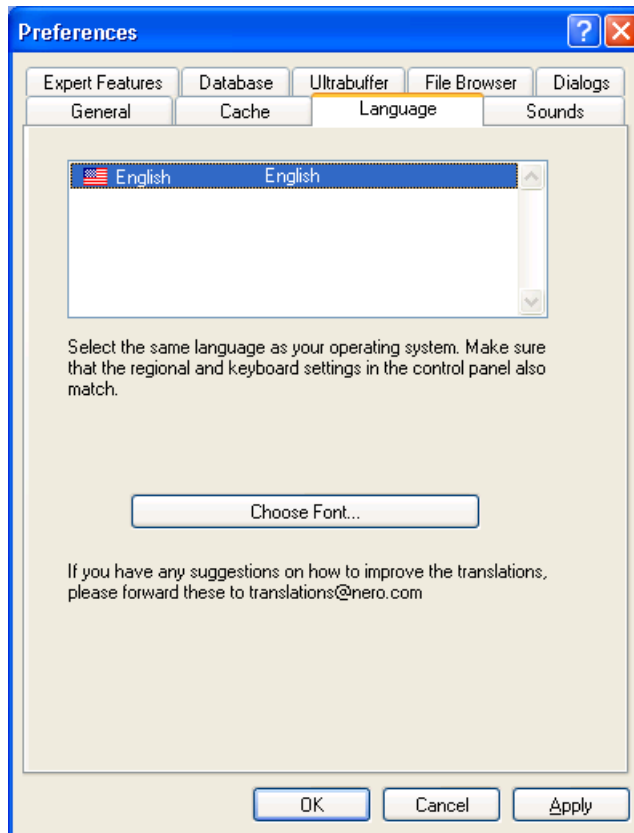 Preferences
Expert Features Database Ultrabuffer File Browser Dialogs
General Cache Language Sounds
English English
Select the same language as your operating system. Make sure
that the regional and keyboard settings in the control panel also
match.
Choose Font...
If you have any suggestions on how to improve the translations,
please forward these to translations@nero.com
OK Cancel Apply